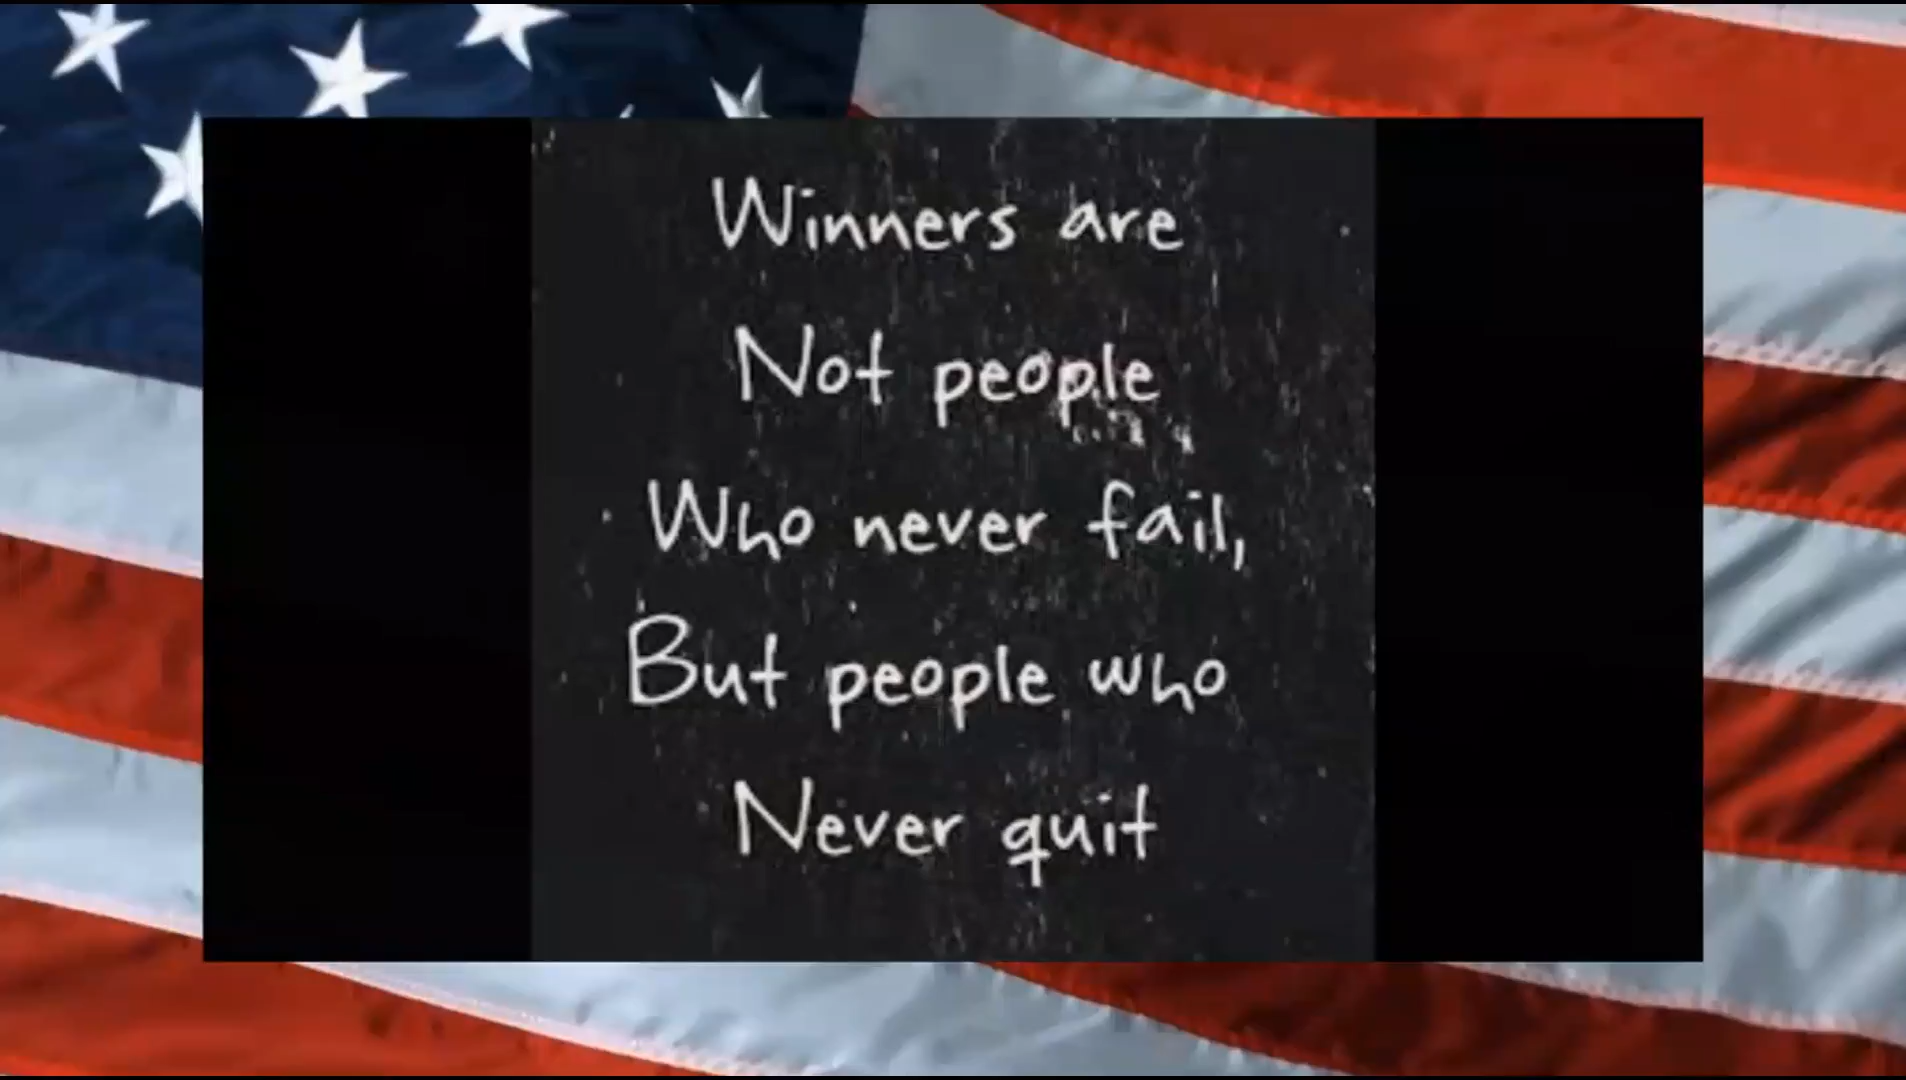 Winners are
Not people
Who never fail,
But people who
Never quit